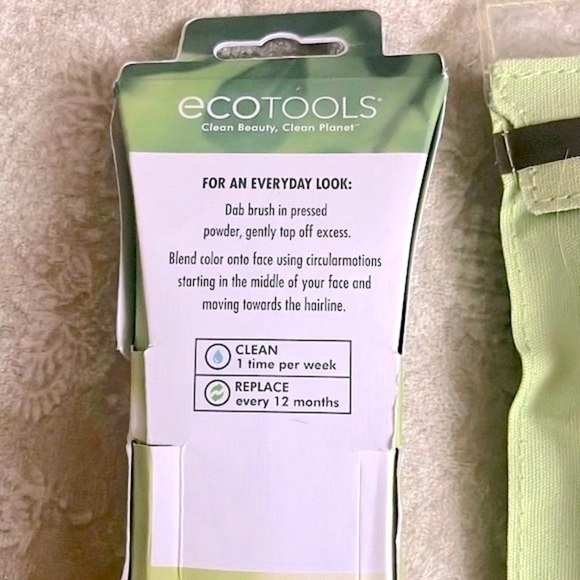 ecoTOOLS®
Clean Beauty, Clean Planet™
FOR AN EVERYDAY LOOK:
Dab brush in pressed
powder, gently tap off excess.
Blend color onto face using circularmotions
starting in the middle of your face and
moving towards the hairline.
CLEAN
1 time per week
REPLACE
every 12 months